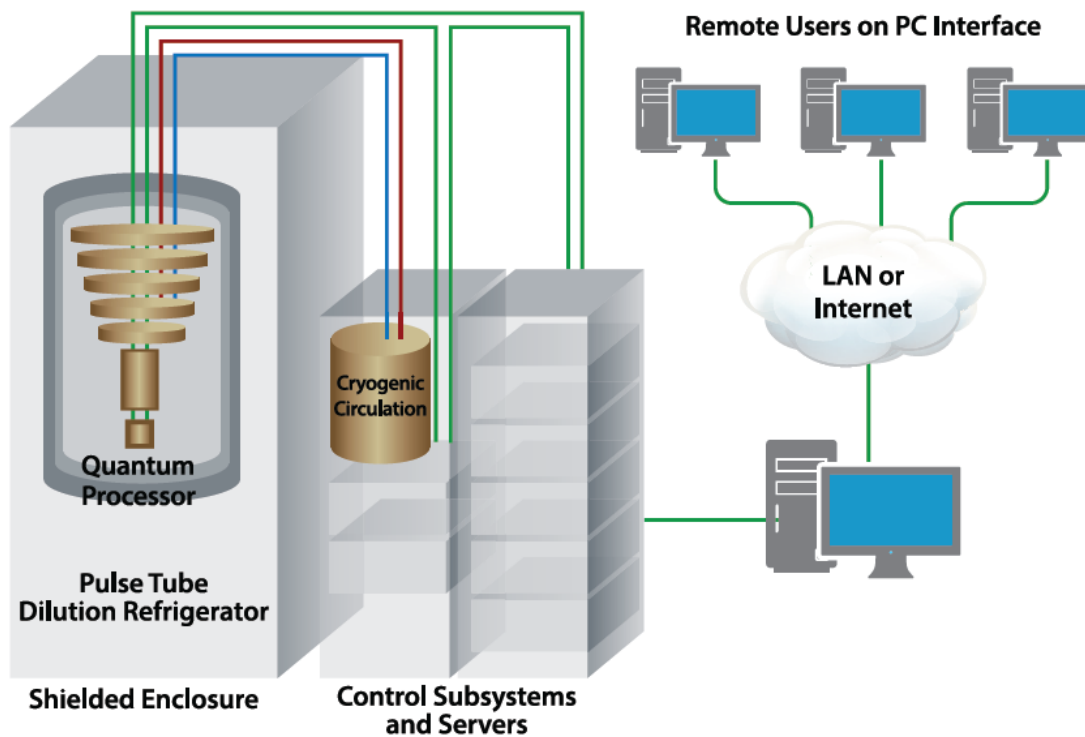 Remote Users on PC Interface
LAN or
Internet
Cryogenic
Circulation
Quantum
Processor
Pulse Tube
Dilution Refrigerator
Shielded Enclosure
Control Subsystems
and Servers